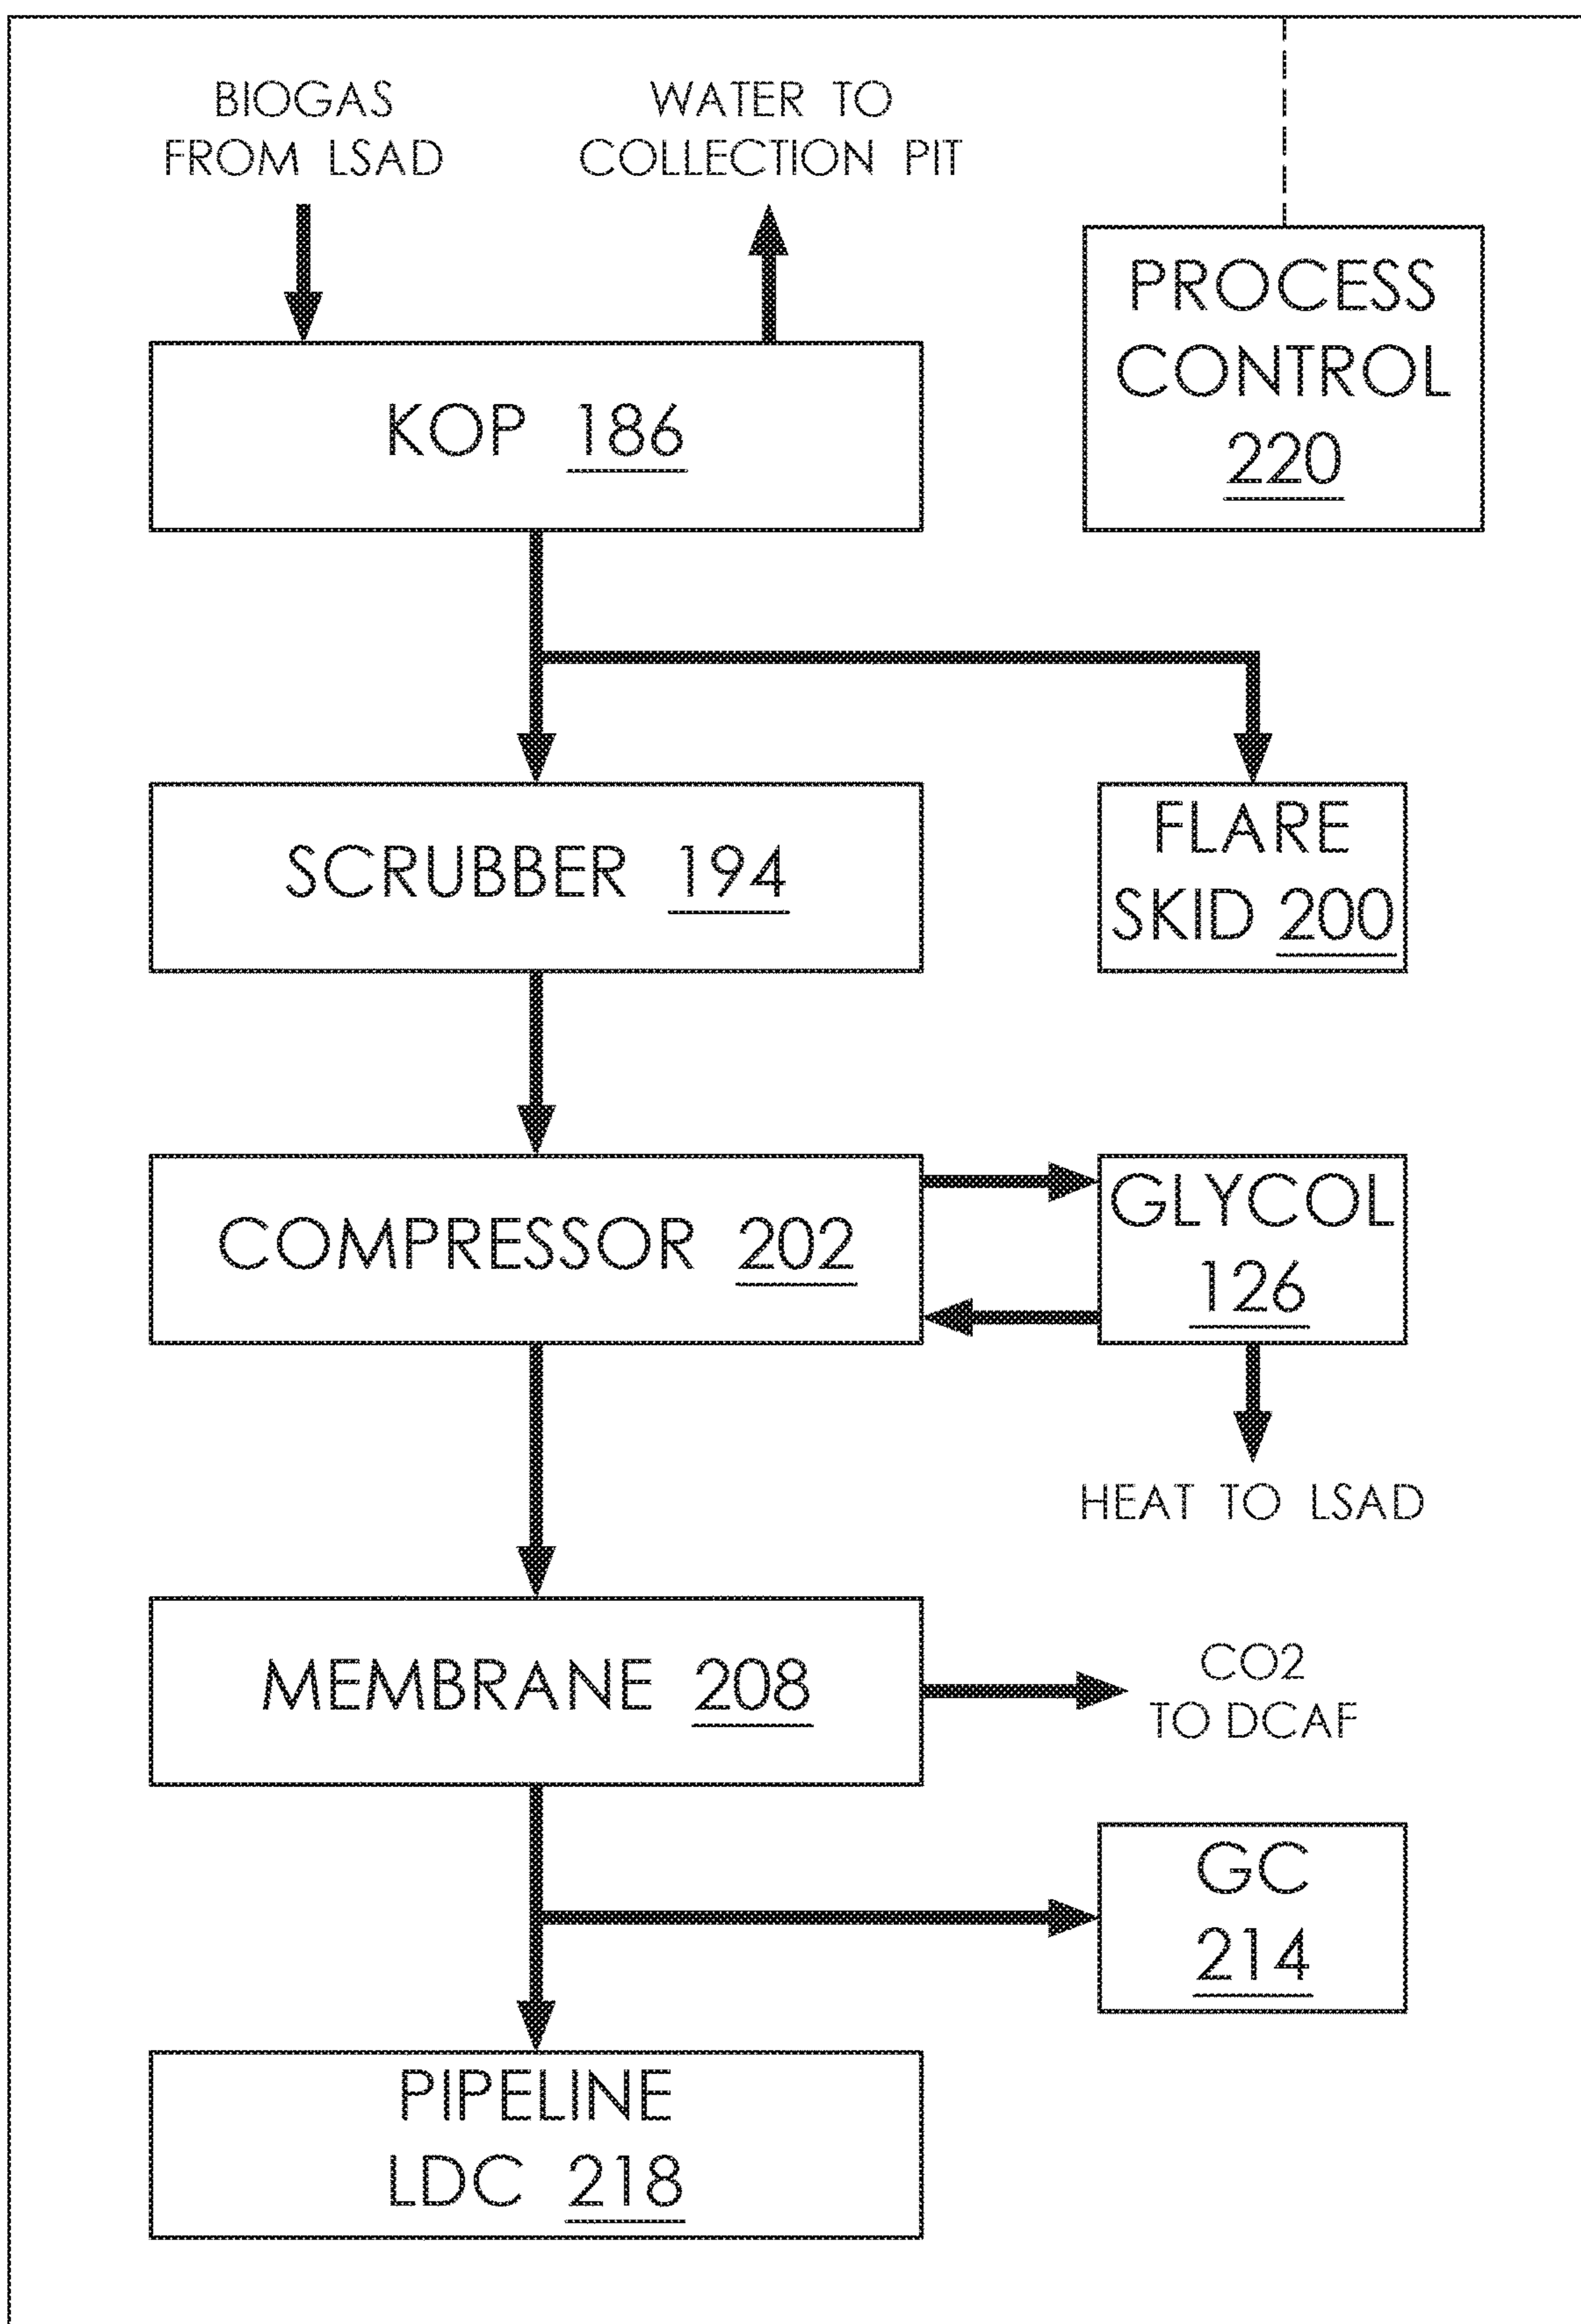 BIOGAS
FROM LSAD
WATER TO
COLLECTION PIT
PROCESS
CONTROL
220
KOP 186
SCRUBBER 194
FLARE
SKID 200
COMPRESSOR 202
GLYCOL
126
HEAT TO LSAD
MEMBRANE 208
CO2
TO DCAF
GC
214
PIPELINE
LDC 218